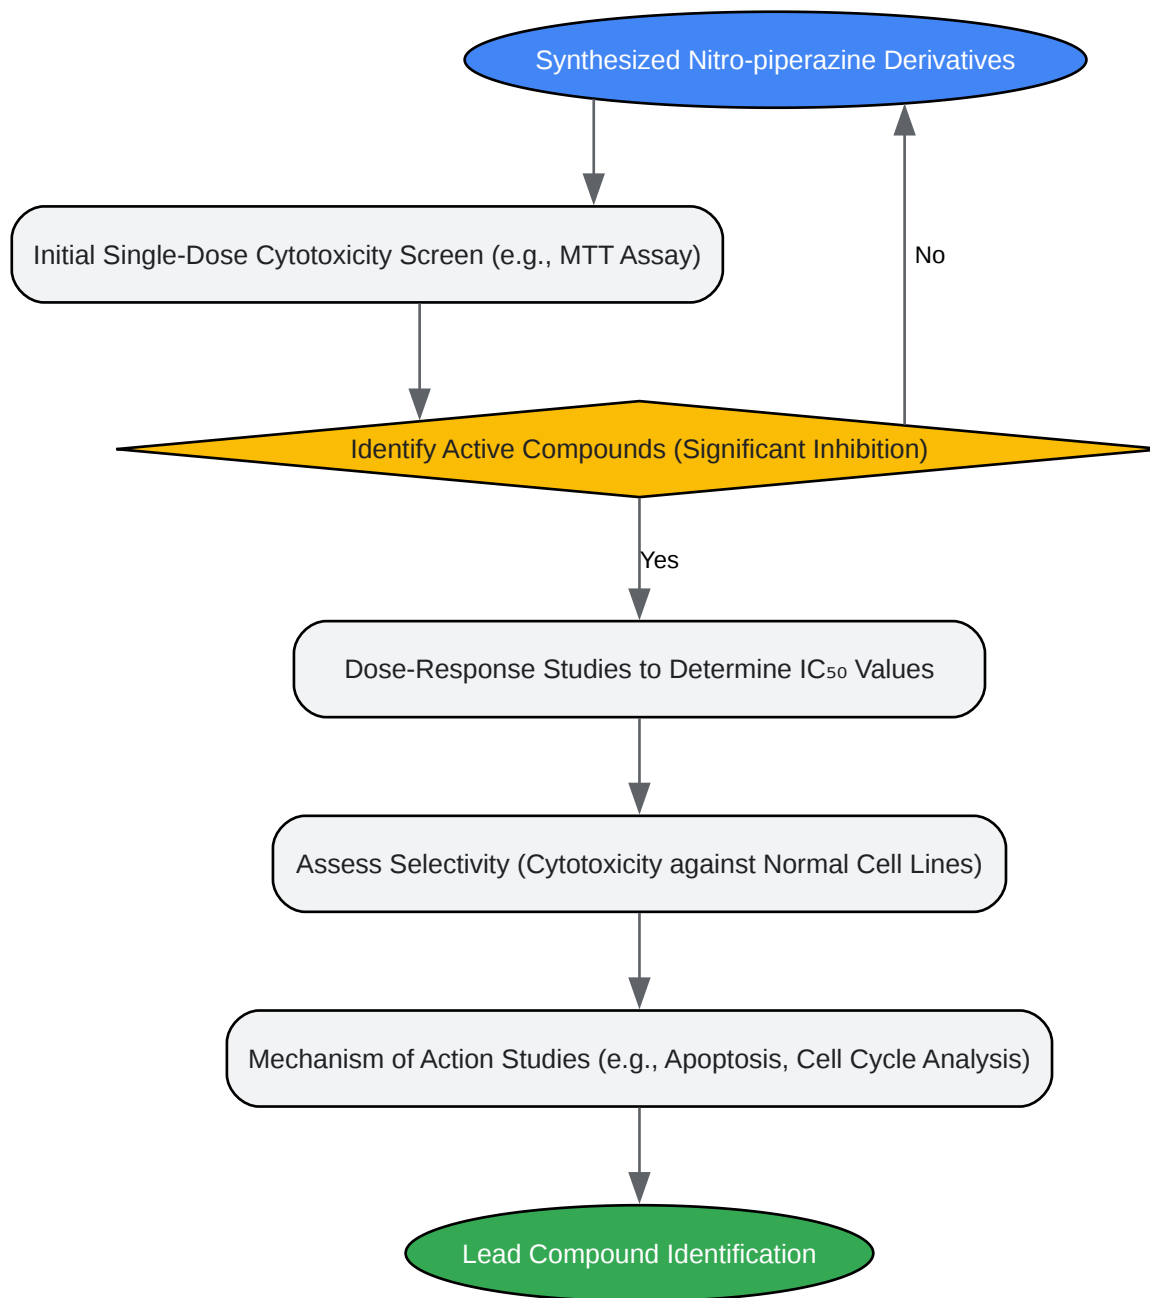 Synthesized Nitro-piperazine Derivatives
Initial Single-Dose Cytotoxicity Screen (e.g., MTT Assay)
No
Identify Active Compounds (Significant Inhibition)
Yes
Dose-Response Studies to Determine IC₅₀ Values
Assess Selectivity (Cytotoxicity against Normal Cell Lines)
Mechanism of Action Studies (e.g., Apoptosis, Cell Cycle Analysis)
Lead Compound Identification